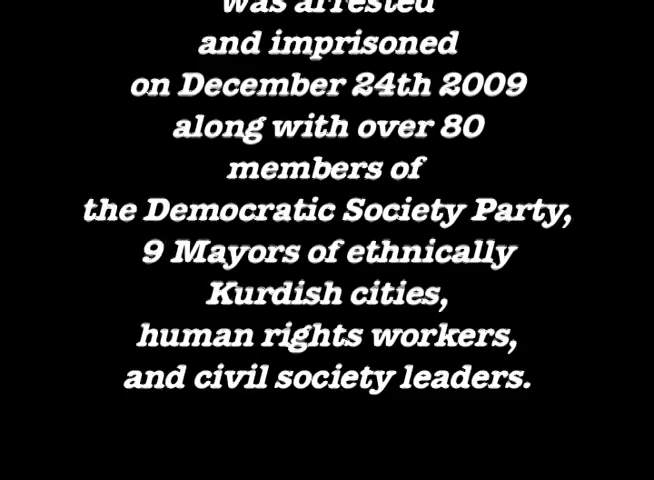 was arrested
and imprisoned
on December 24th 2009
along with over 80
members of
the Democratic Society Party,
9 Mayors of ethnically
Kurdish cities,
human rights workers,
and civil society leaders.